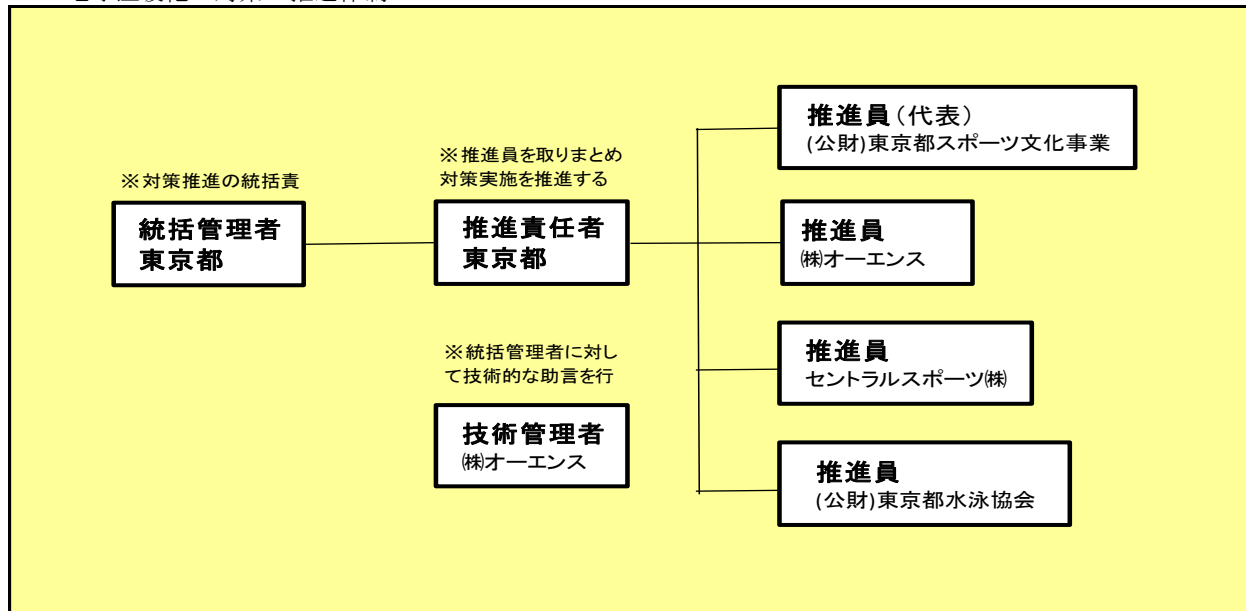 ※対策推進の統括責
統括管理者
東京都
※推進員を取りまとめ
対策実施を推進する
推進責任者
東京都
※統括管理者に対し
て技術的な助言を行
技術管理者
㈱オーエンス
推進員（代表）
(公財)東京都スポーツ文化事業
推進員
㈱オーエンス
推進員
セントラルスポーツ㈱
推進員
(公財)東京都水泳協会